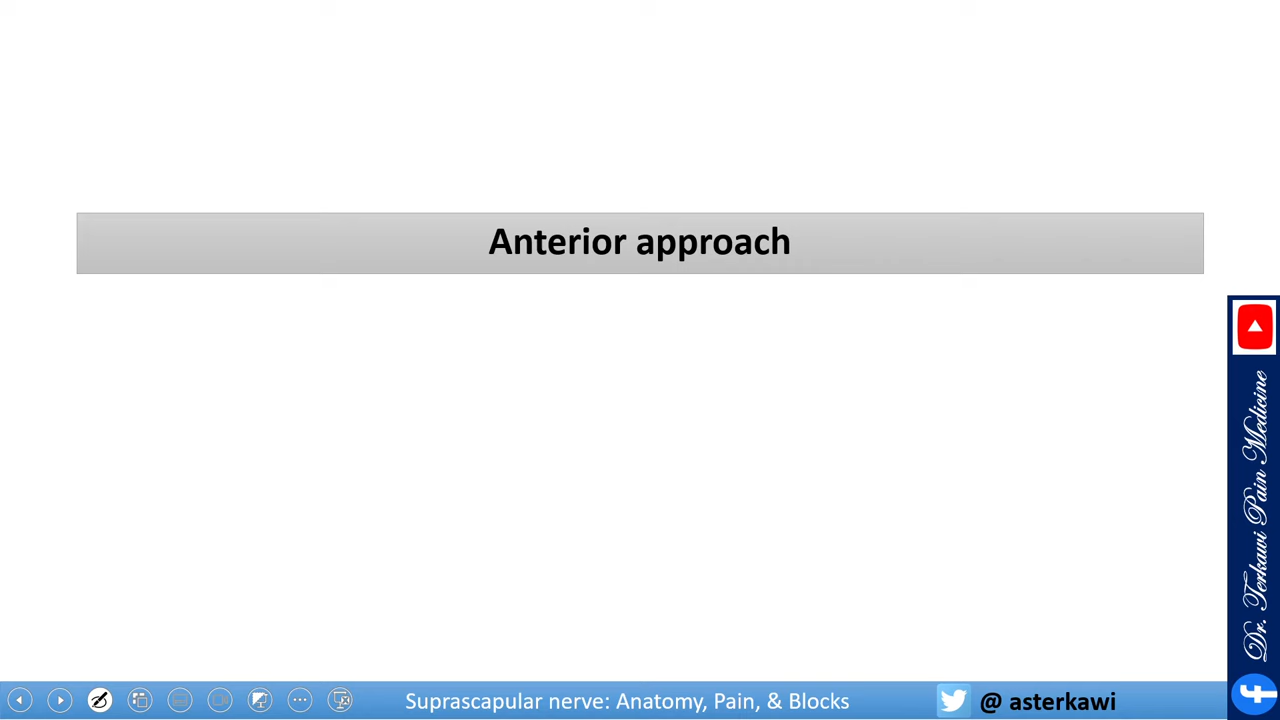 Anterior approach
Dr. Terkawi Pain Medicine
Suprascapular nerve: Anatomy, Pain, & Blocks
@ asterkawi